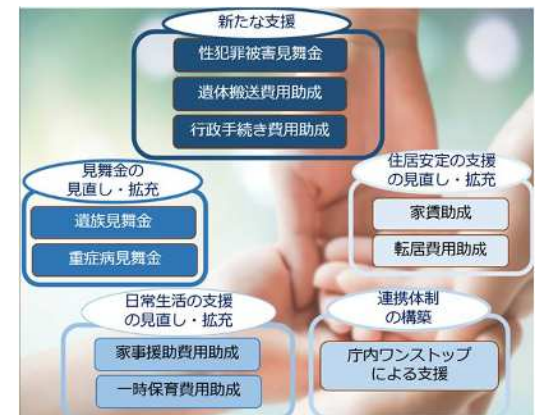 新たな支援
性犯罪被害見舞金
遺体搬送費用助成
行政手続き費用助成
見舞金の
見直し・拡充
遺族見舞金
重症病見舞金
住居安定の支援
の見直し・拡充
家賃助成
転居費用助成
日常生活の支援
の見直し・拡充
家事援助費用助成
一時保育費用助成
連携体制
の構築
庁内ワンストップ
による支援